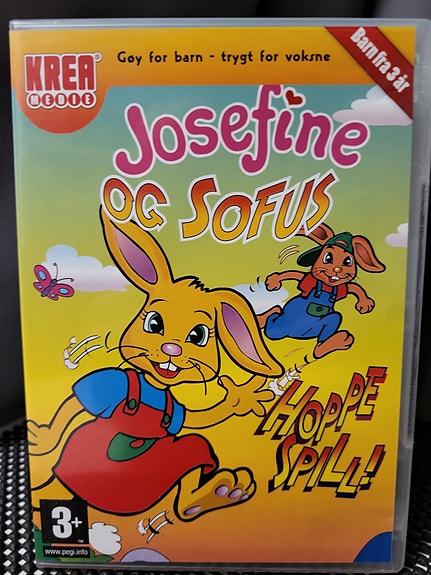 Gøy for barn - trygt for voksne
Barn fra 3 år
KREA
MEDIE
Josefine
OG SOFUS
HOPPE
SPILL!
3+
www.pegi.info